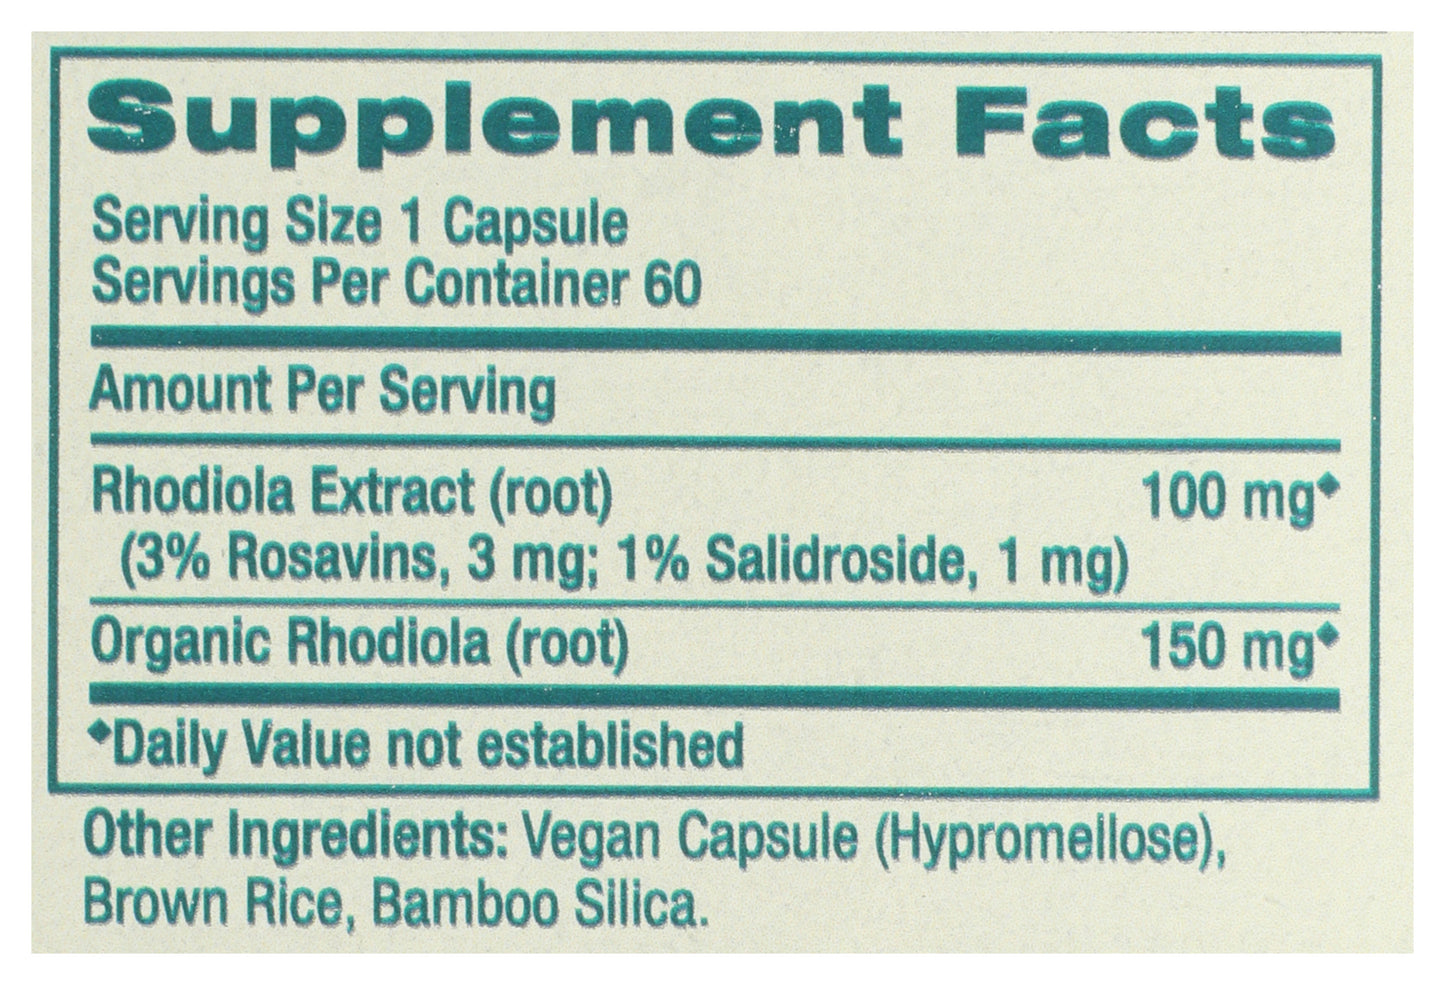 Supplement Facts
Serving Size 1 Capsule
Servings Per Container 60
Amount Per Serving
Rhodiola Extract (root) 100 mg◆
(3% Rosavins, 3 mg; 1% Salidroside, 1 mg)
Organic Rhodiola (root) 150 mg◆
◆Daily Value not established
Other Ingredients: Vegan Capsule (Hypromellose),
Brown Rice, Bamboo Silica.